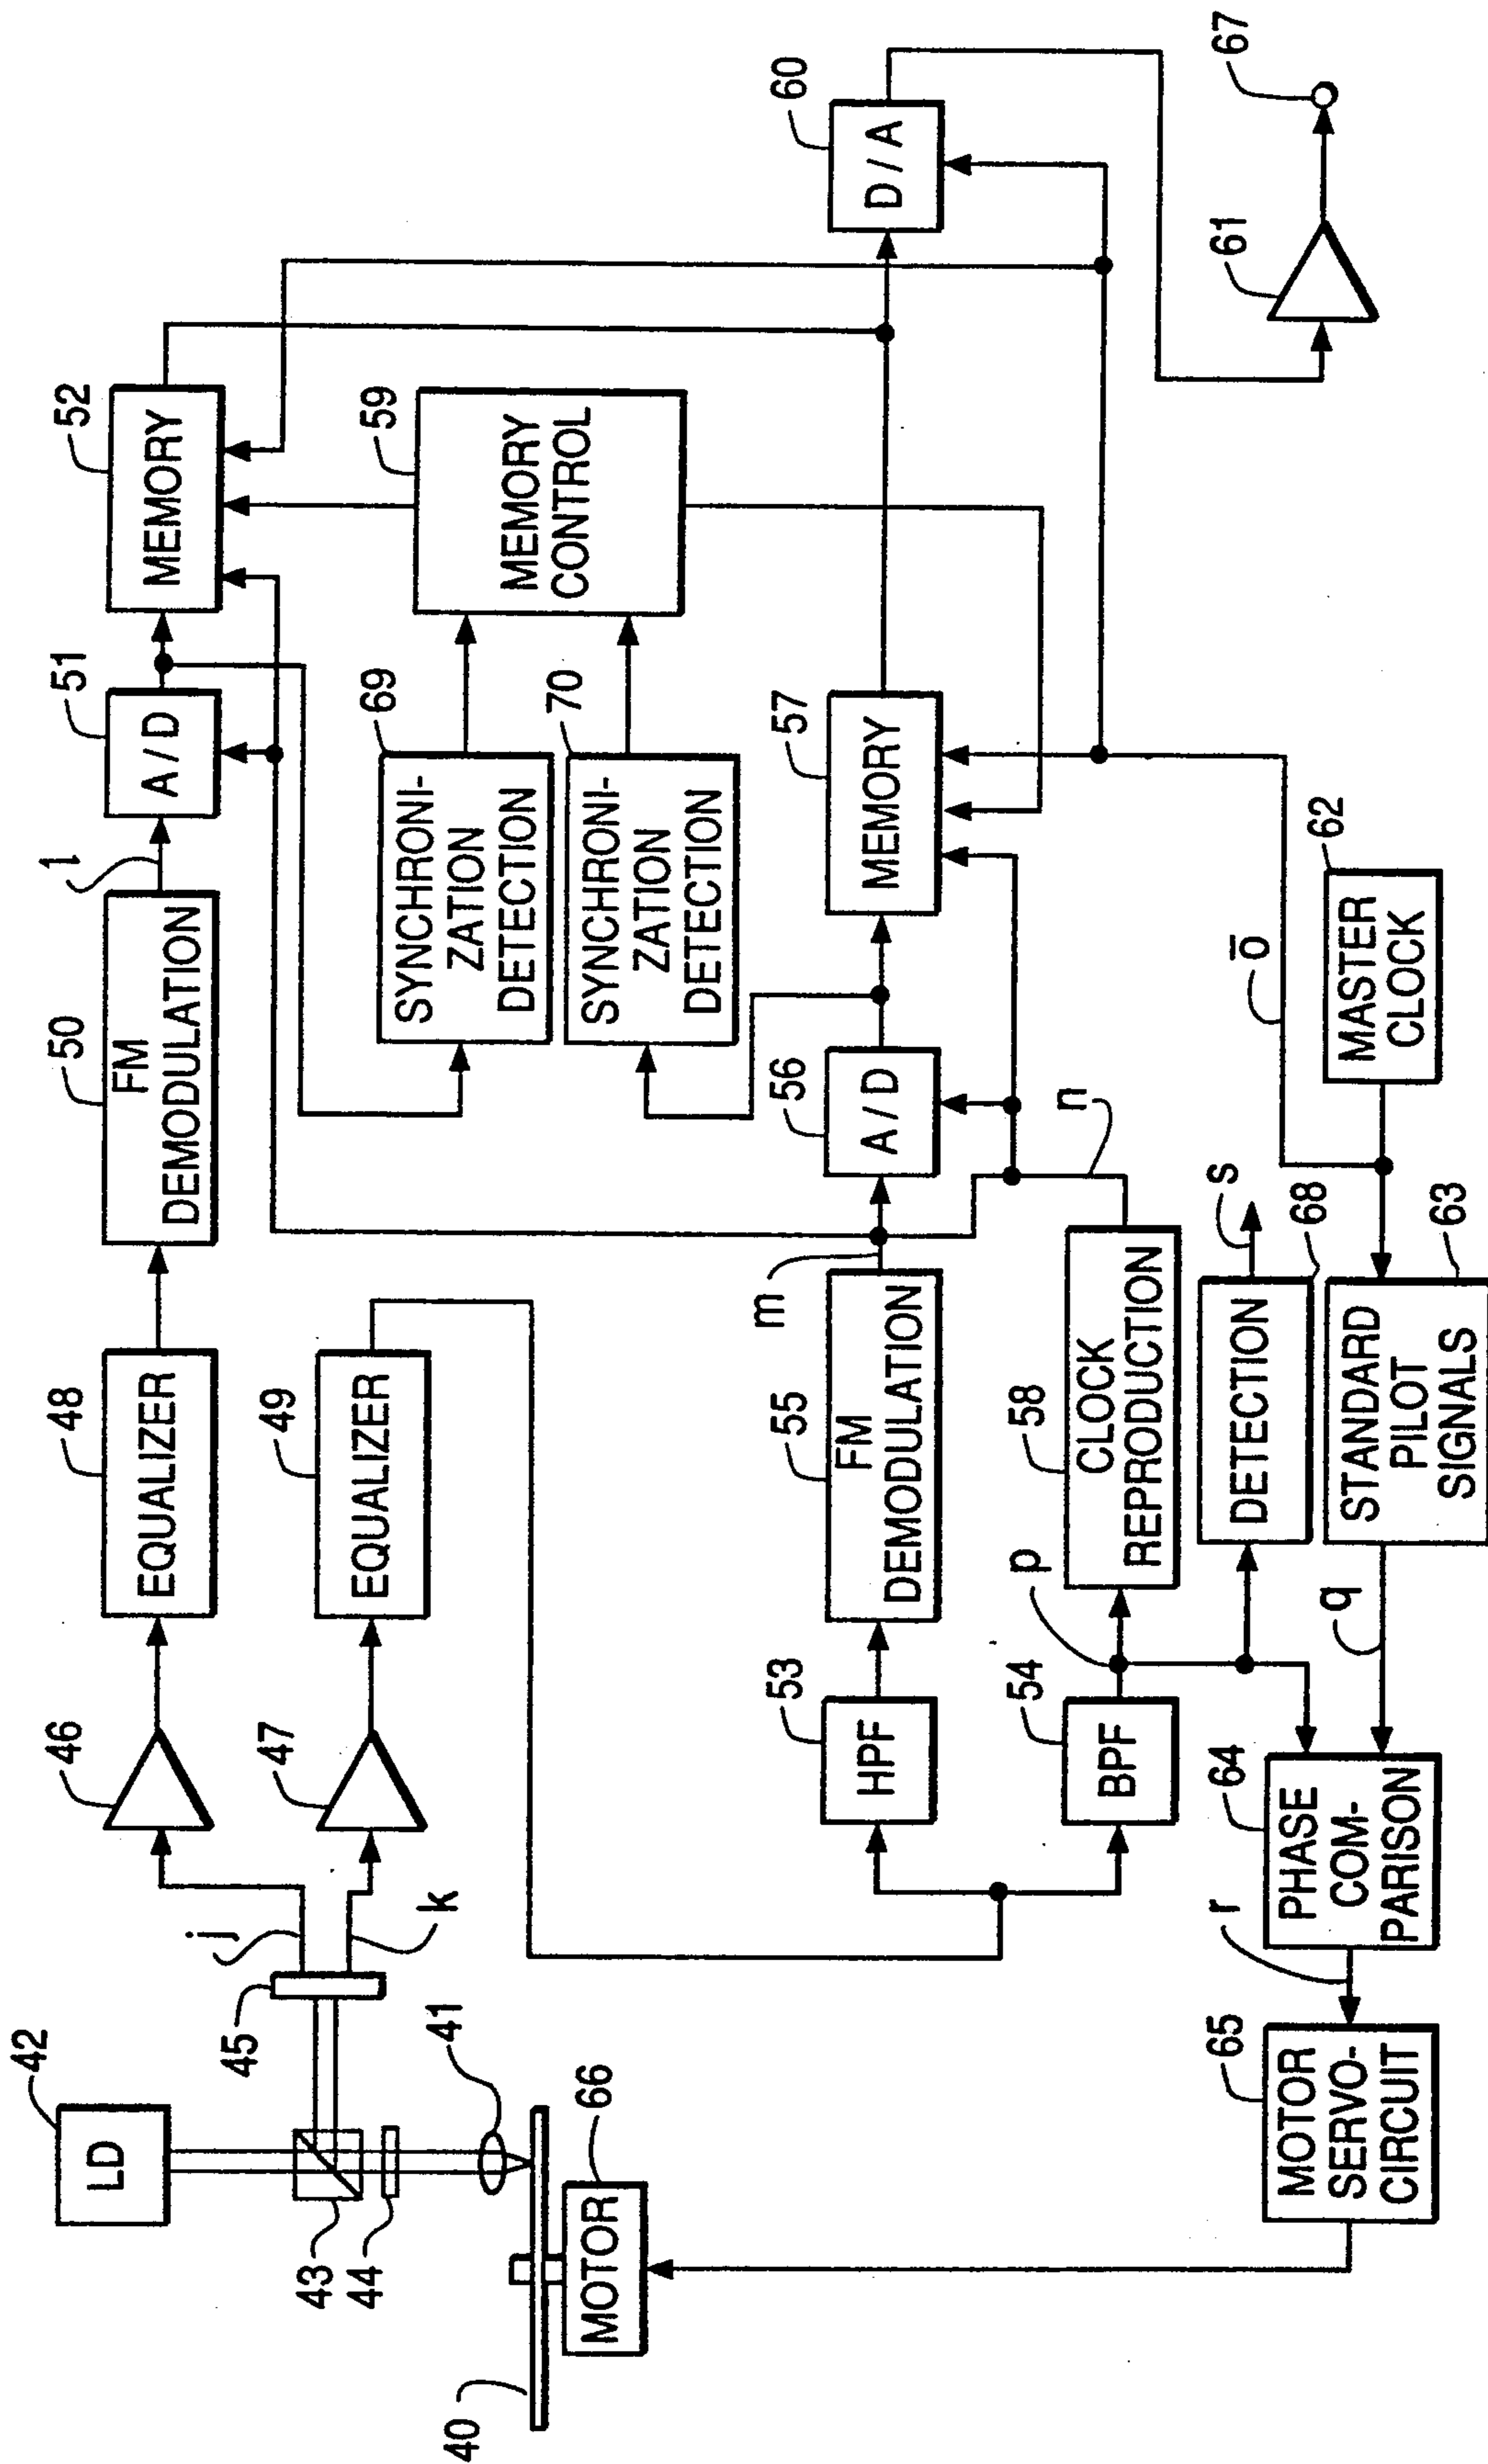 42
LD
45
j
46
48
EQUALIZER
50
FM
DEMODULATION
1
51
A / D
52
MEMORY
43
44
41
k
47
49
EQUALIZER
69
SYNCHRONI-
ZATION
DETECTION
59
MEMORY
CONTROL
70
SYNCHRONI-
ZATION
DETECTION
40
66
MOTOR
53
HPF
55
FM
DEMODULATION
m
56
A / D
57
MEMORY
60
D / A
54
BPF
p
58
CLOCK
REPRODUCTION
n
DETECTION
68
s
o
65
MOTOR
SERVO-
CIRCUIT
r
64
PHASE
COM-
PARISON
q
STANDARD
PILOT
SIGNALS
63
MASTER
CLOCK
62
61
67